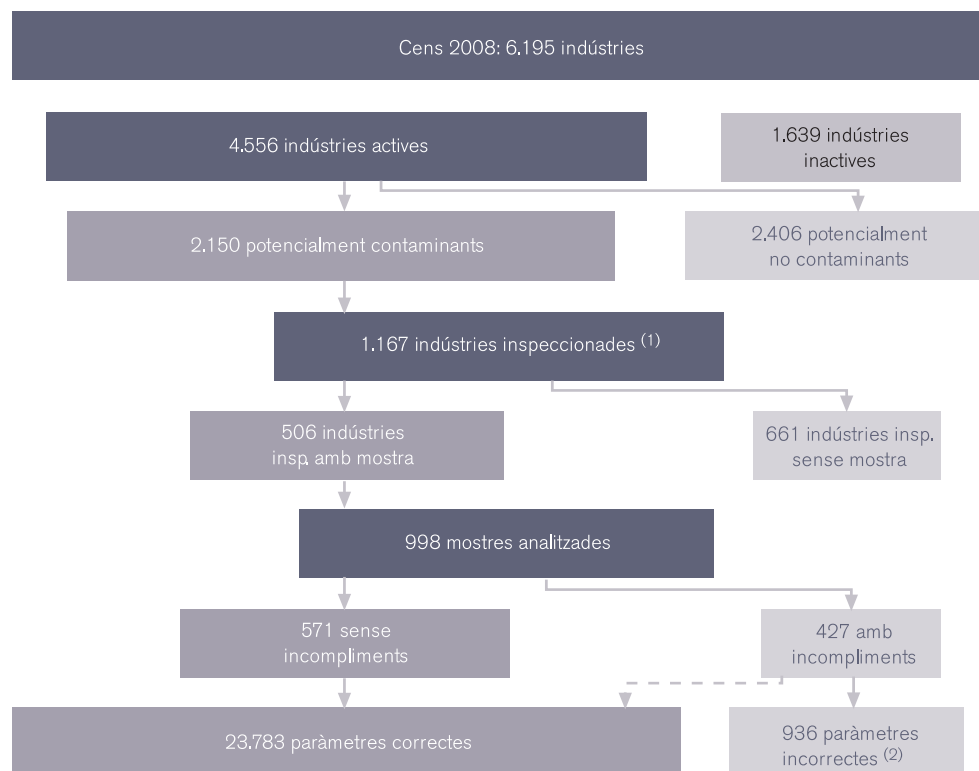 Cens 2008: 6.195 indústries
4.556 indústries actives
1.639 indústries
inactives
2.150 potencialment contaminants
2.406 potencialment
no contaminants
1.167 indústries inspeccionades (1)
506 indústries
insp. amb mostra
661 indústries insp.
sense mostra
998 mostres analitzades
571 sense
incompliments
427 amb
incompliments
23.783 paràmetres correctes
936 paràmetres
incorrectes (2)